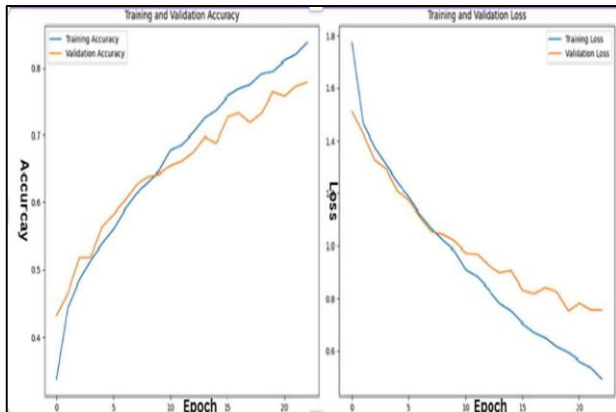 Training and Validation Accuracy
Training Accuracy
Validation Accuracy
0.8
0.7
0.6
0.5
0.4
Accurcay
0
5
10
15
20
Epoch
Training and Validation Loss
Training Loss
Validation Loss
1.8
1.6
1.4
1.2
1.0
0.8
0.6
Loss
0
5
10
15
20
Epoch